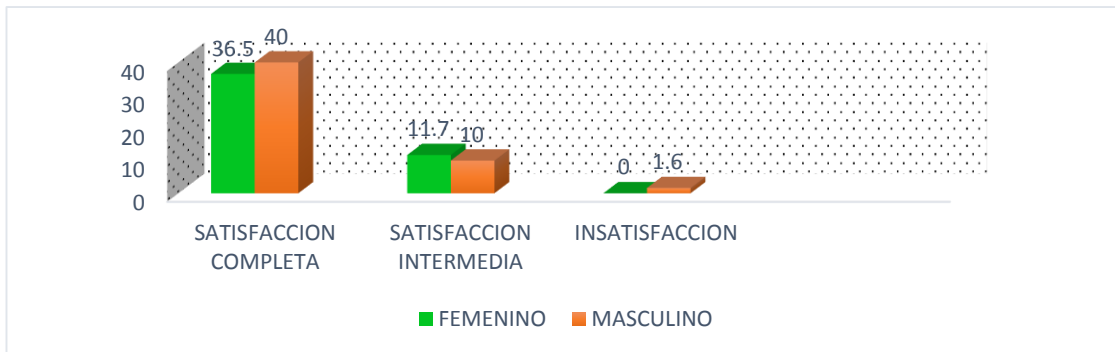 36.5 40
11.7 10
0 1.6
40
30
20
10
0
SATISFACCION COMPLETA
SATISFACCION INTERMEDIA
INSATISFACCION
FEMENINO MASCULINO